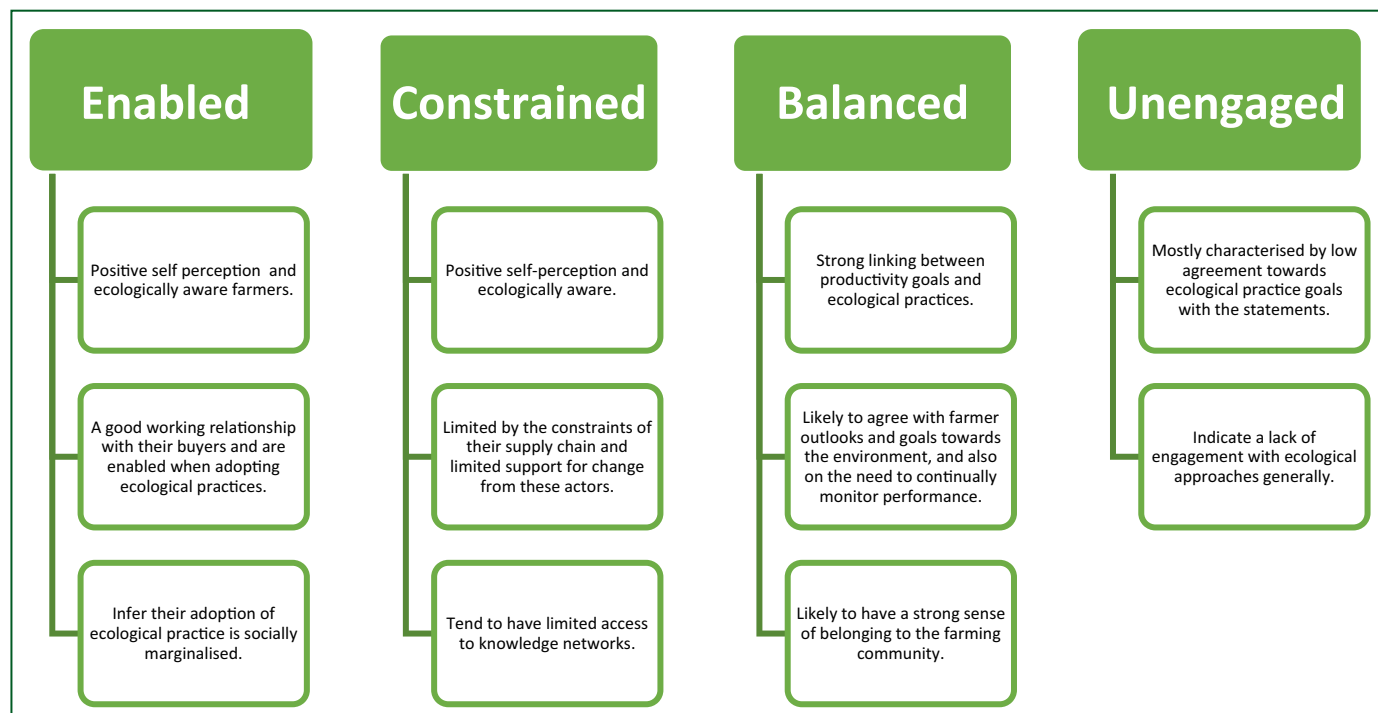 Enabled
Positive self perception and
ecologically aware farmers.
A good working relationship
with their buyers and are
enabled when adopting
ecological practices.
Infer their adoption of
ecological practice is socially
marginalised.
Constrained
Positive self-perception and
ecologically aware.
Limited by the constraints of
their supply chain and
limited support for change
from these actors.
Tend to have limited access
to knowledge networks.
Balanced
Strong linking between
productivity goals and
ecological practices.
Likely to agree with farmer
outlooks and goals towards
the environment, and also
on the need to continually
monitor performance.
Likely to have a strong sense
of belonging to the farming
community.
Unengaged
Mostly characterised by low
agreement towards
ecological practice goals
with the statements.
Indicate a lack of
engagement with ecological
approaches generally.